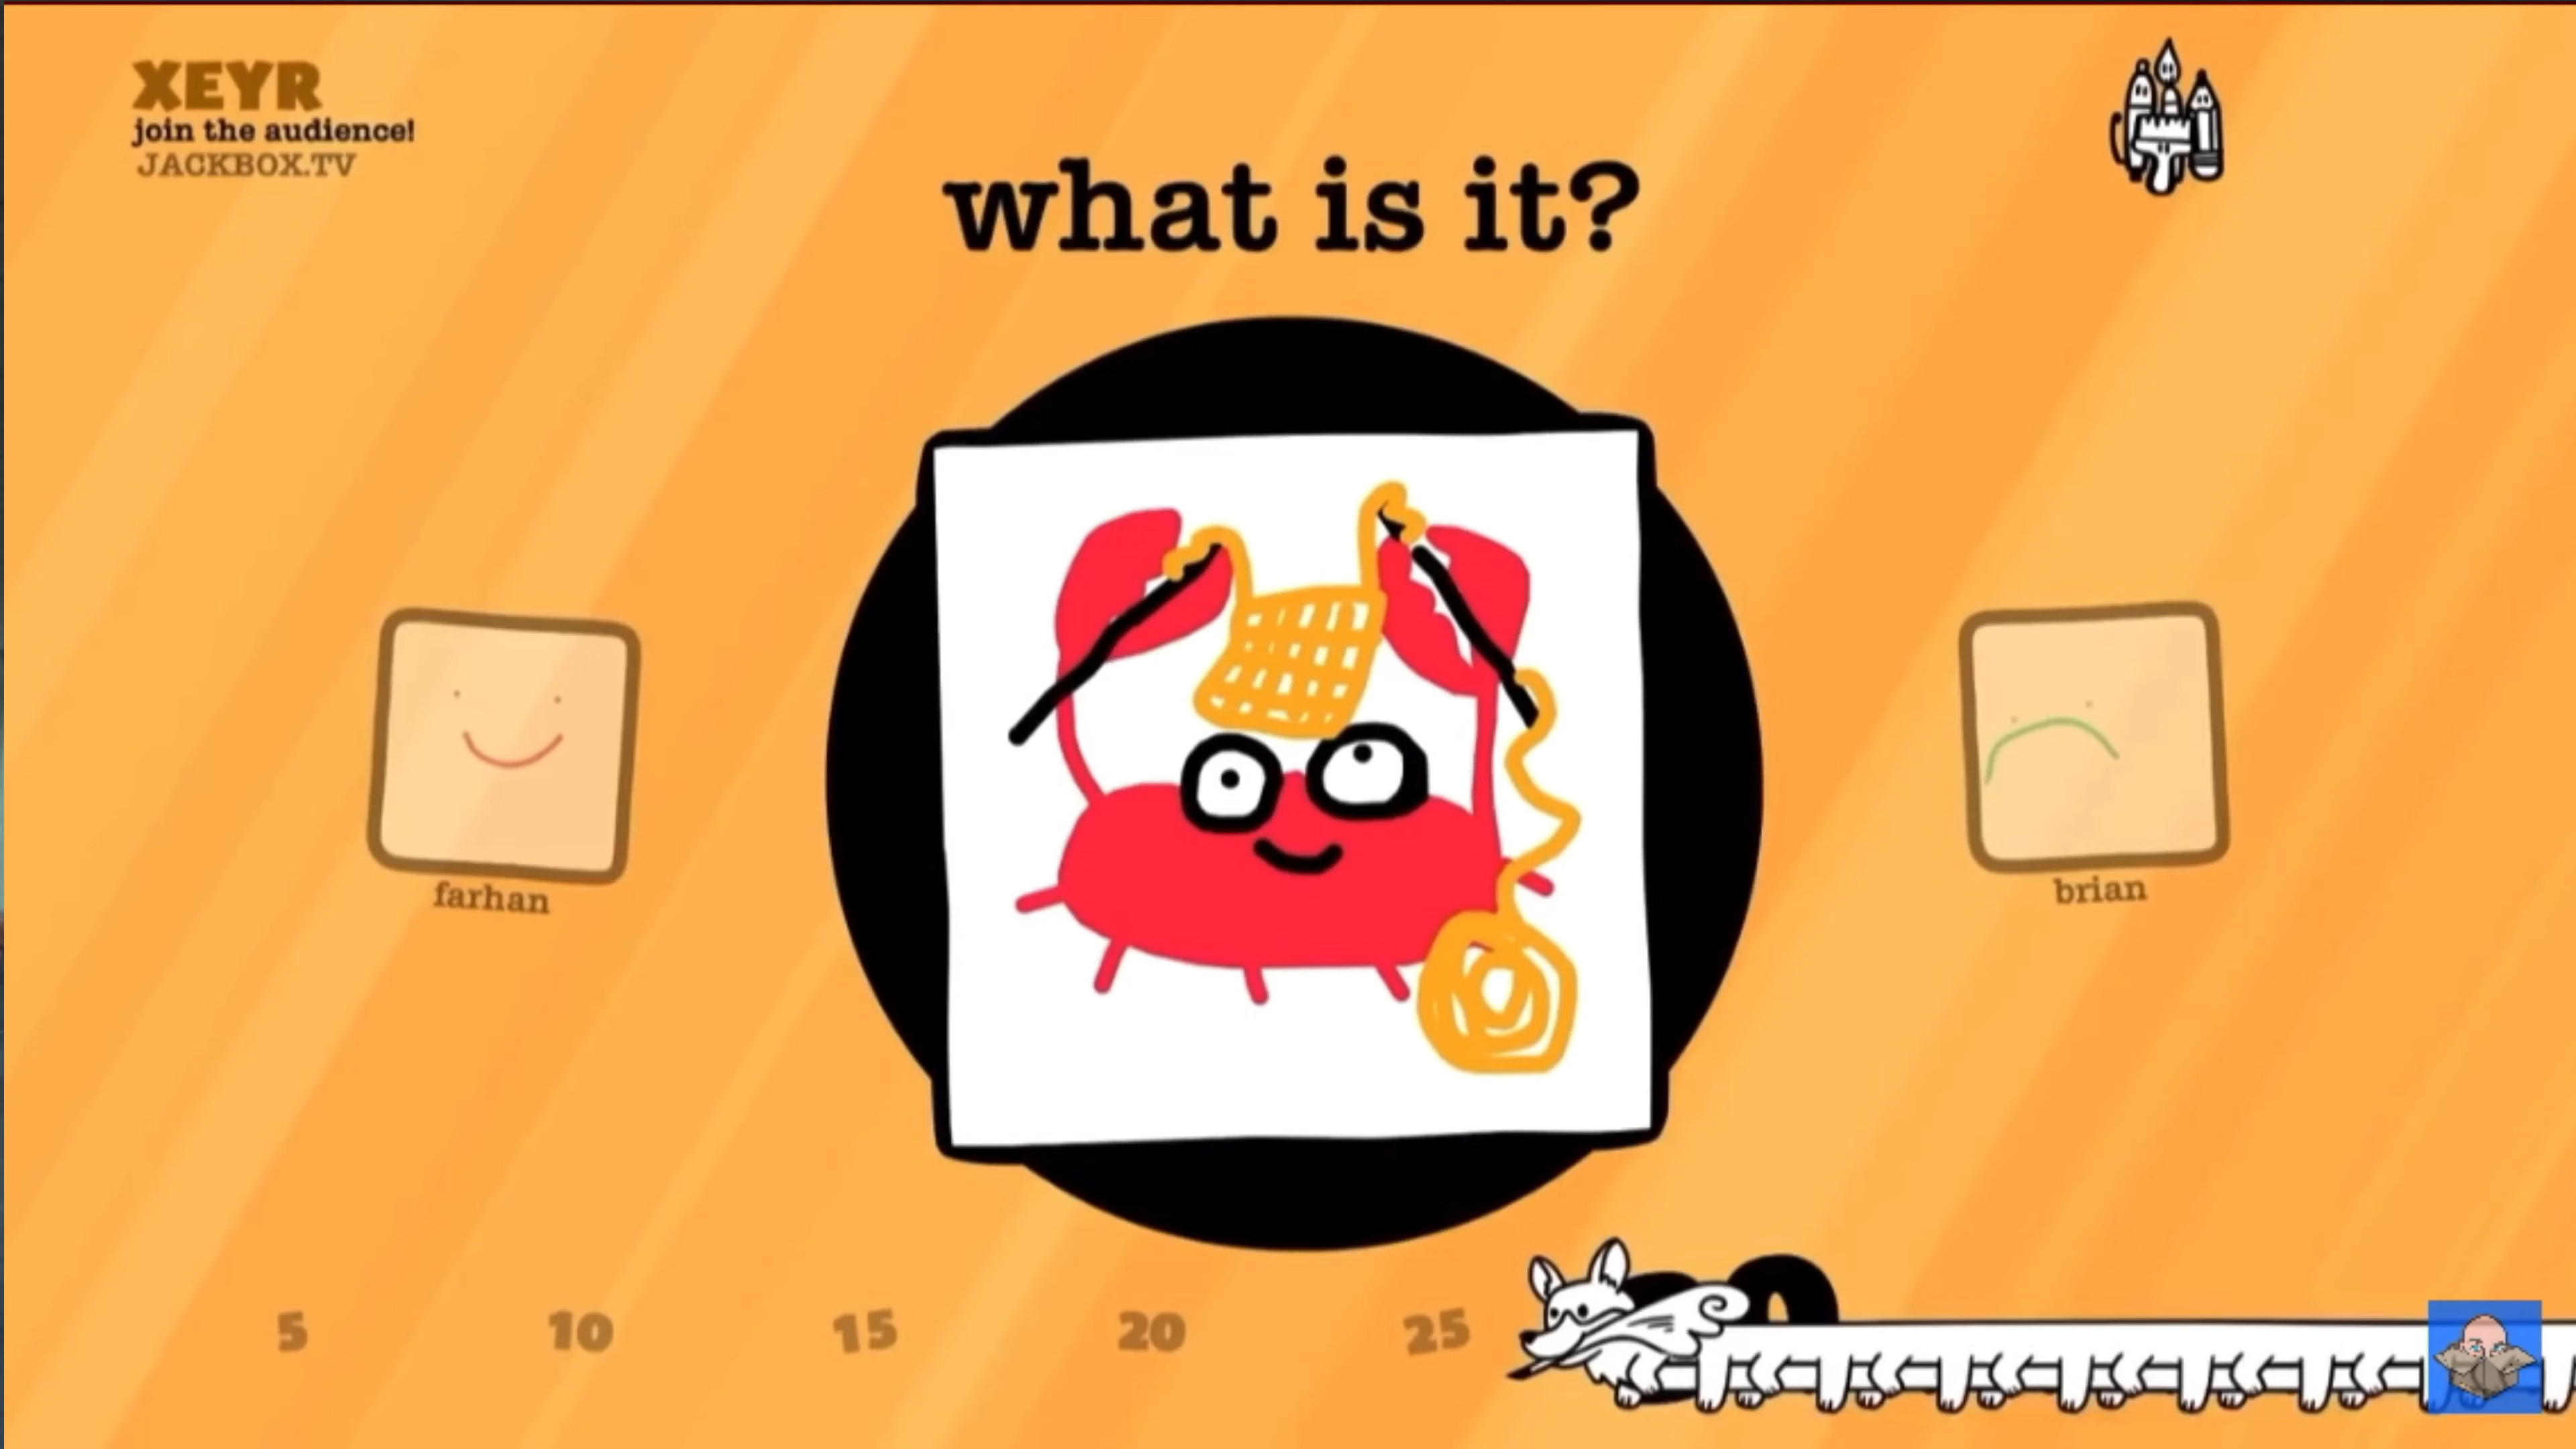 XEYR
join the audience!
JACKBOX.TV
what is it?
farhan
brian
5 10 15 20 25